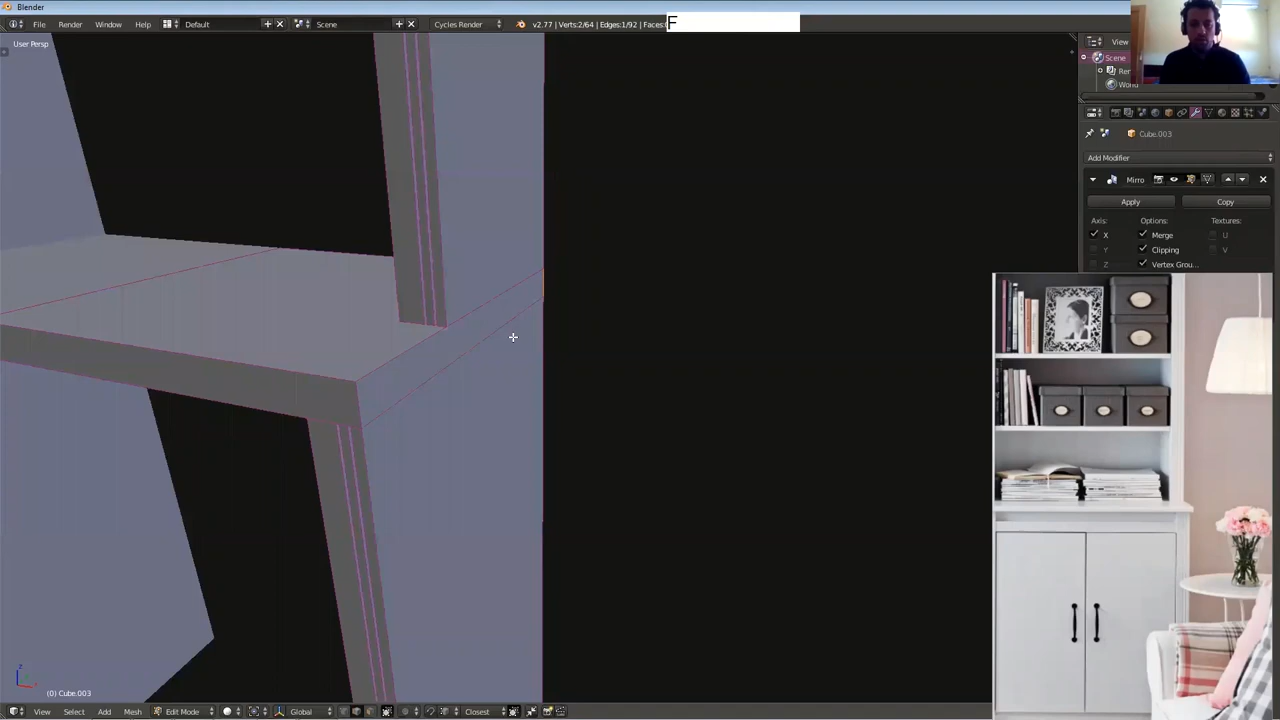 Blender
File Render Window Help Default Scene Cycles Render v2.77 | Verts:2/64 | Edges:1/92 | Faces:
F
User Persp
View
Scene
Ren
World
Cube.003
Add Modifier
Mirro
Apply Copy
Axis: Options: Textures:
X Merge U
Y Clipping V
Z Vertex Grou...
(0) Cube.003
View Select Add Mesh Edit Mode Global Closest